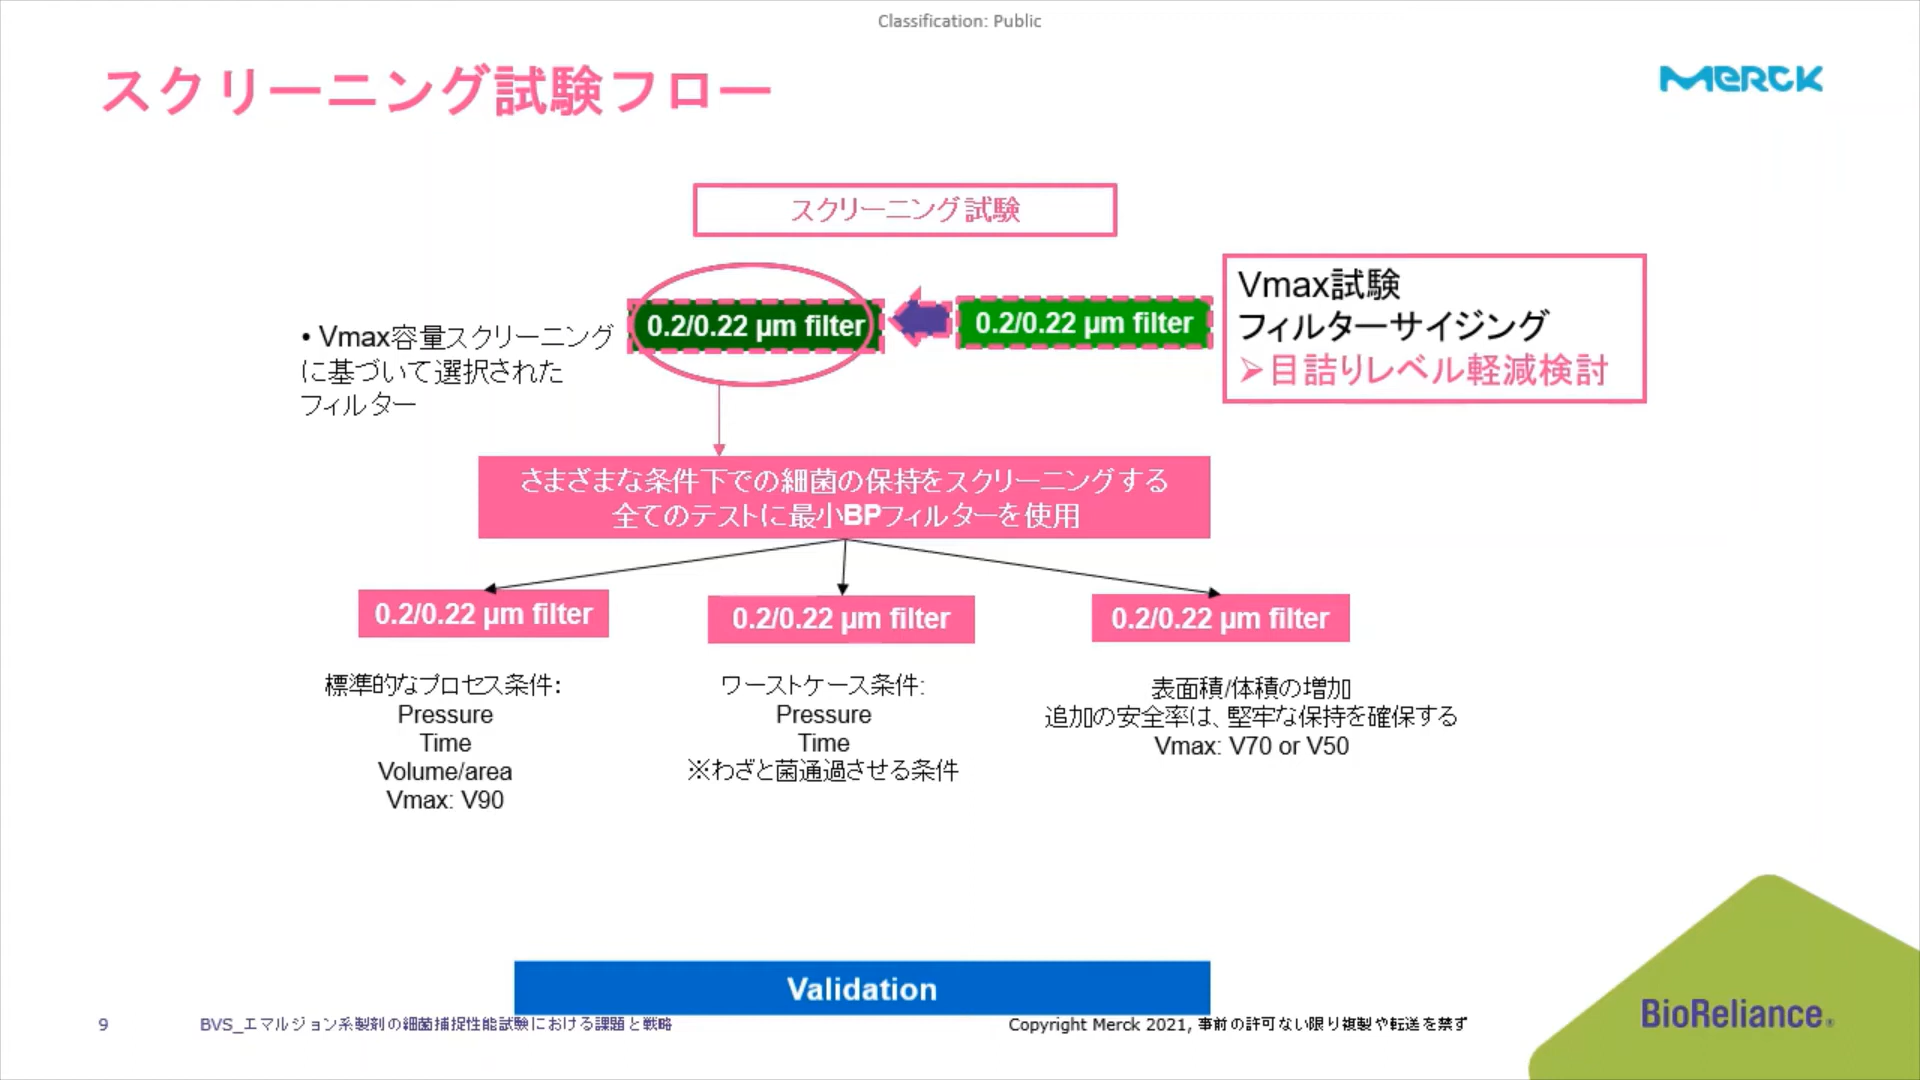 Classification: Public
スクリーニング試験フロー
MERCK
スクリーニング試験
• Vmax容量スクリーニング
に基づいて選択された
フィルター
0.2/0.22 µm filter
0.2/0.22 µm filter
Vmax試験
フィルターサイジング
➢目詰りレベル軽減検討
さまざまな条件下での細菌の保持をスクリーニングする
全てのテストに最小BPフィルターを使用
0.2/0.22 µm filter
標準的なプロセス条件:
Pressure
Time
Volume/area
Vmax: V90
0.2/0.22 µm filter
ワーストケース条件:
Pressure
Time
※わざと菌通過させる条件
0.2/0.22 µm filter
表面積/体積の増加
追加の安全率は、堅牢な保持を確保する
Vmax: V70 or V50
Validation
9
BVS_エマルジョン系製剤の細菌捕捉性能試験における課題と戦略
Copyright Merck 2021, 事前の許可ない限り複製や転送を禁ず
BioReliance®